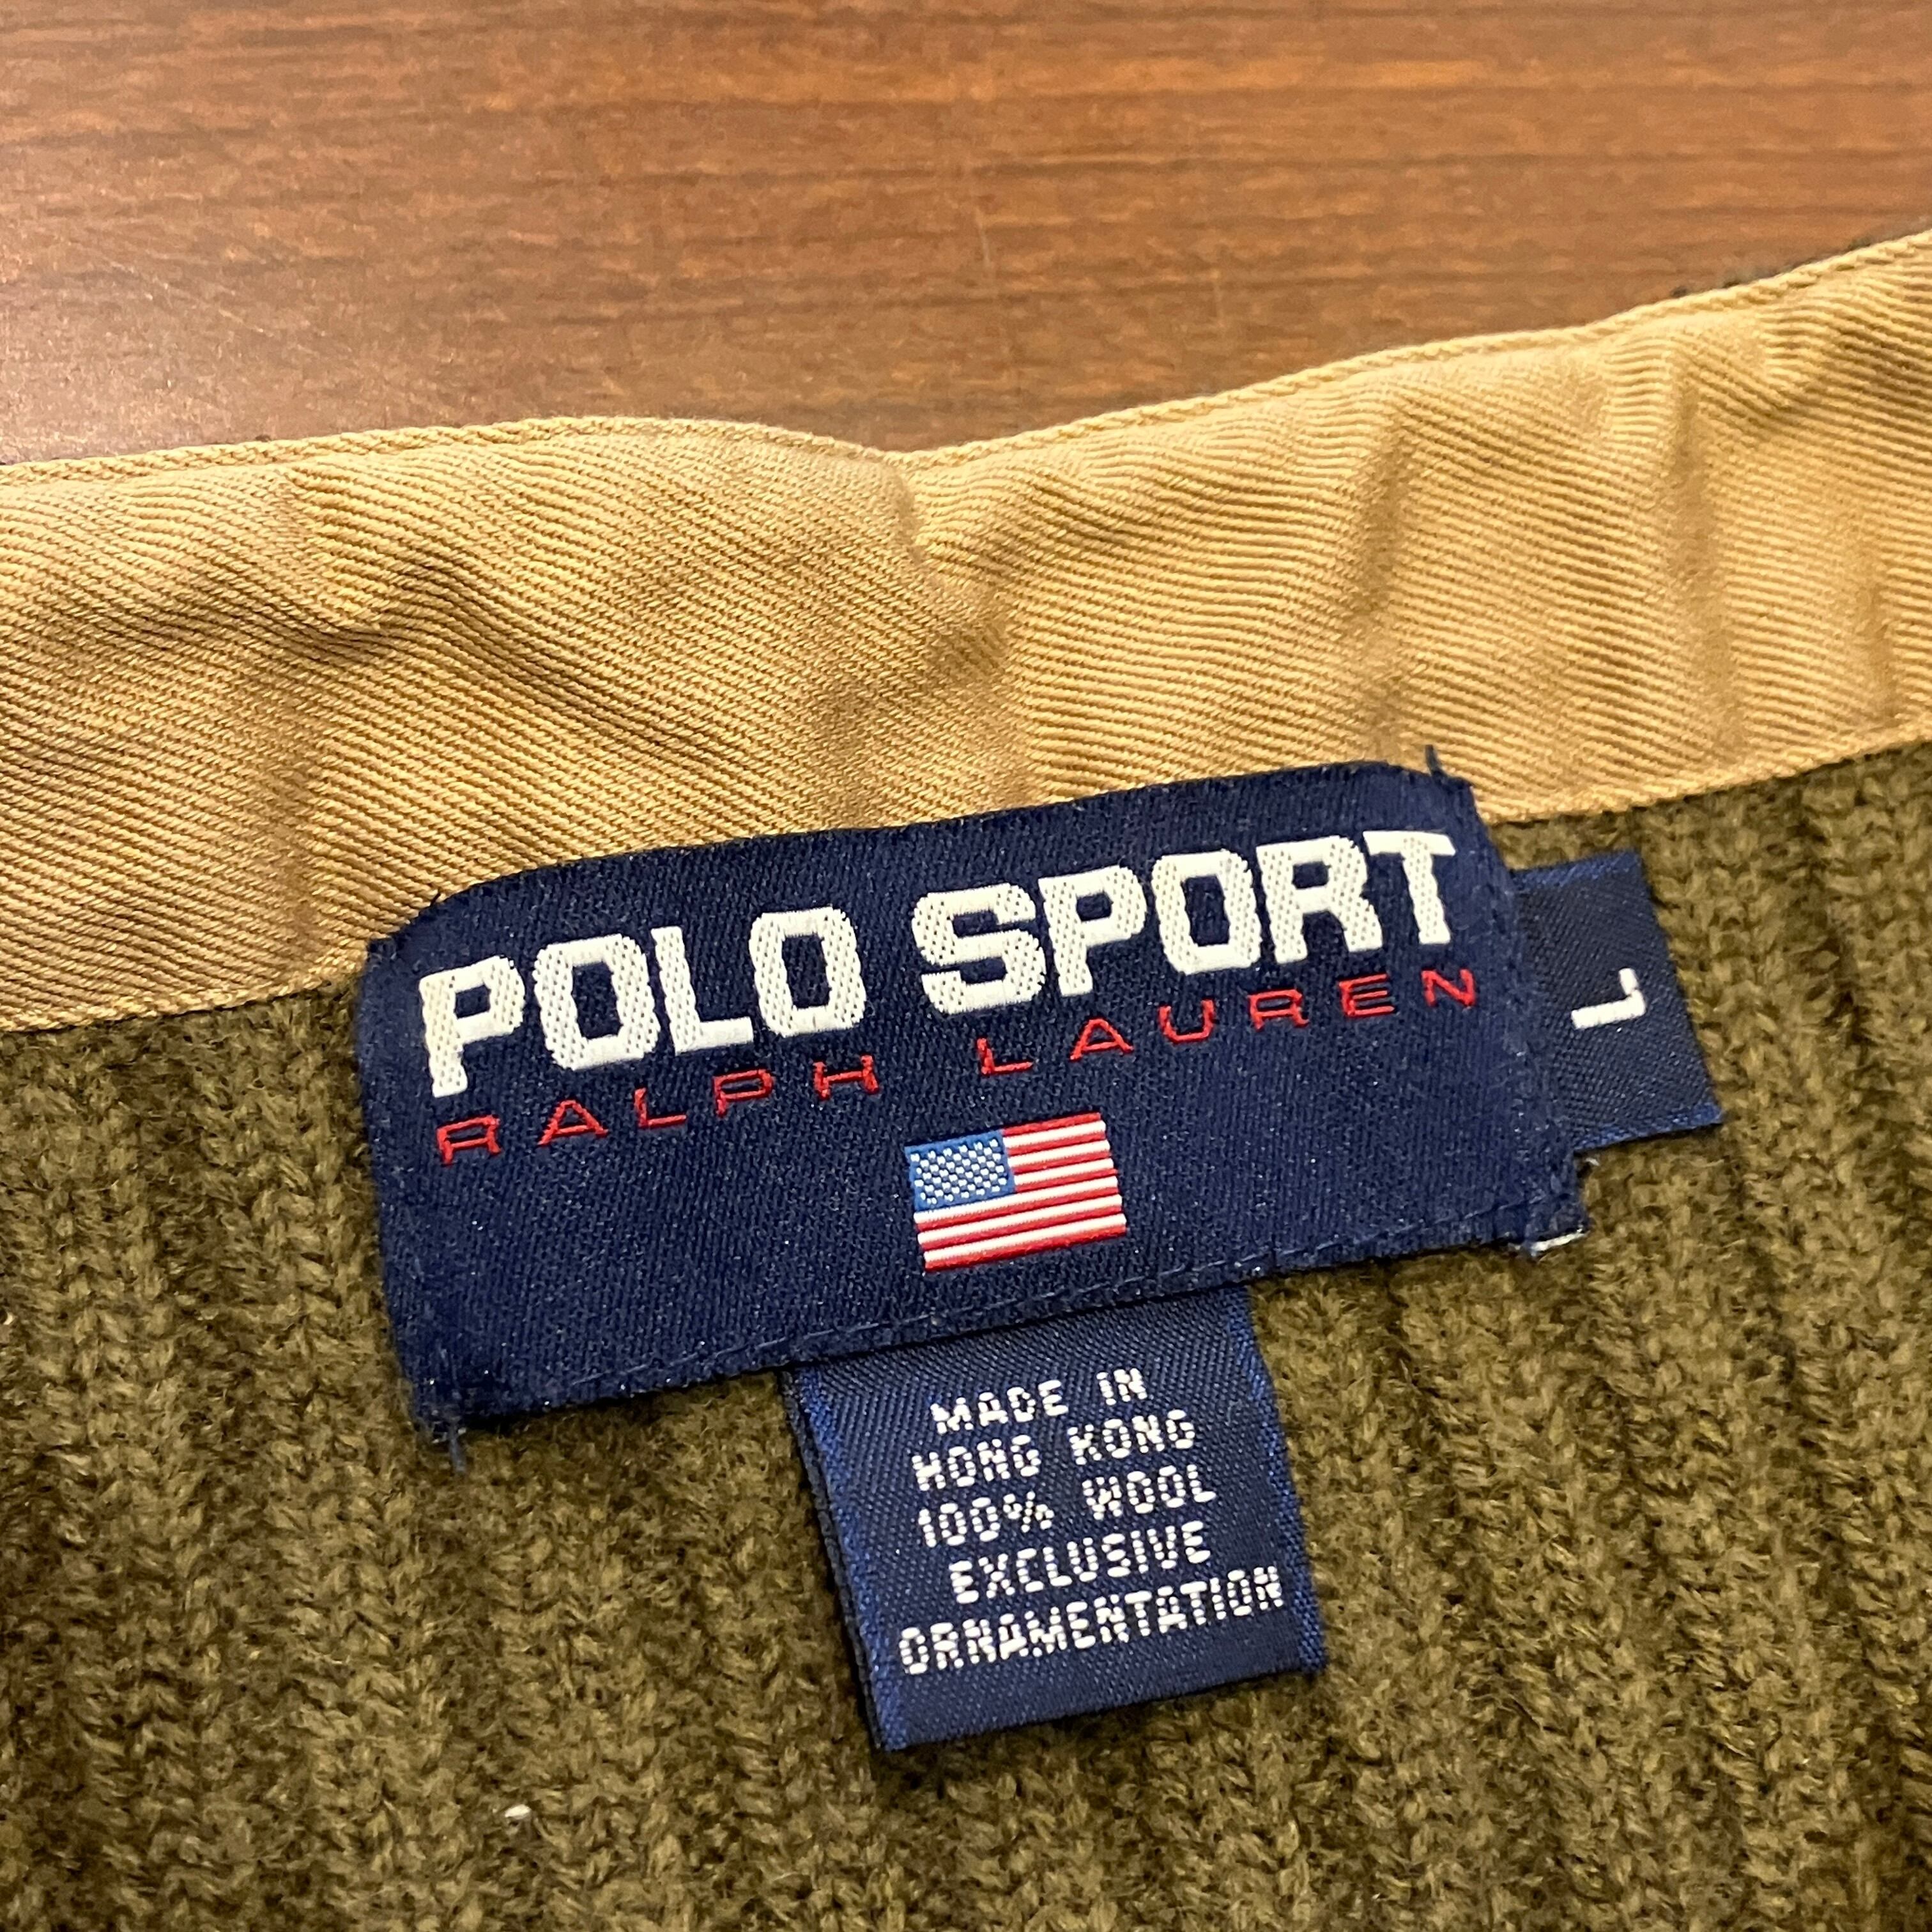 POLO SPORT
RALPH LAUREN
L
MADE IN
HONG KONG
100% WOOL
EXCLUSIVE
ORNAMENTATION